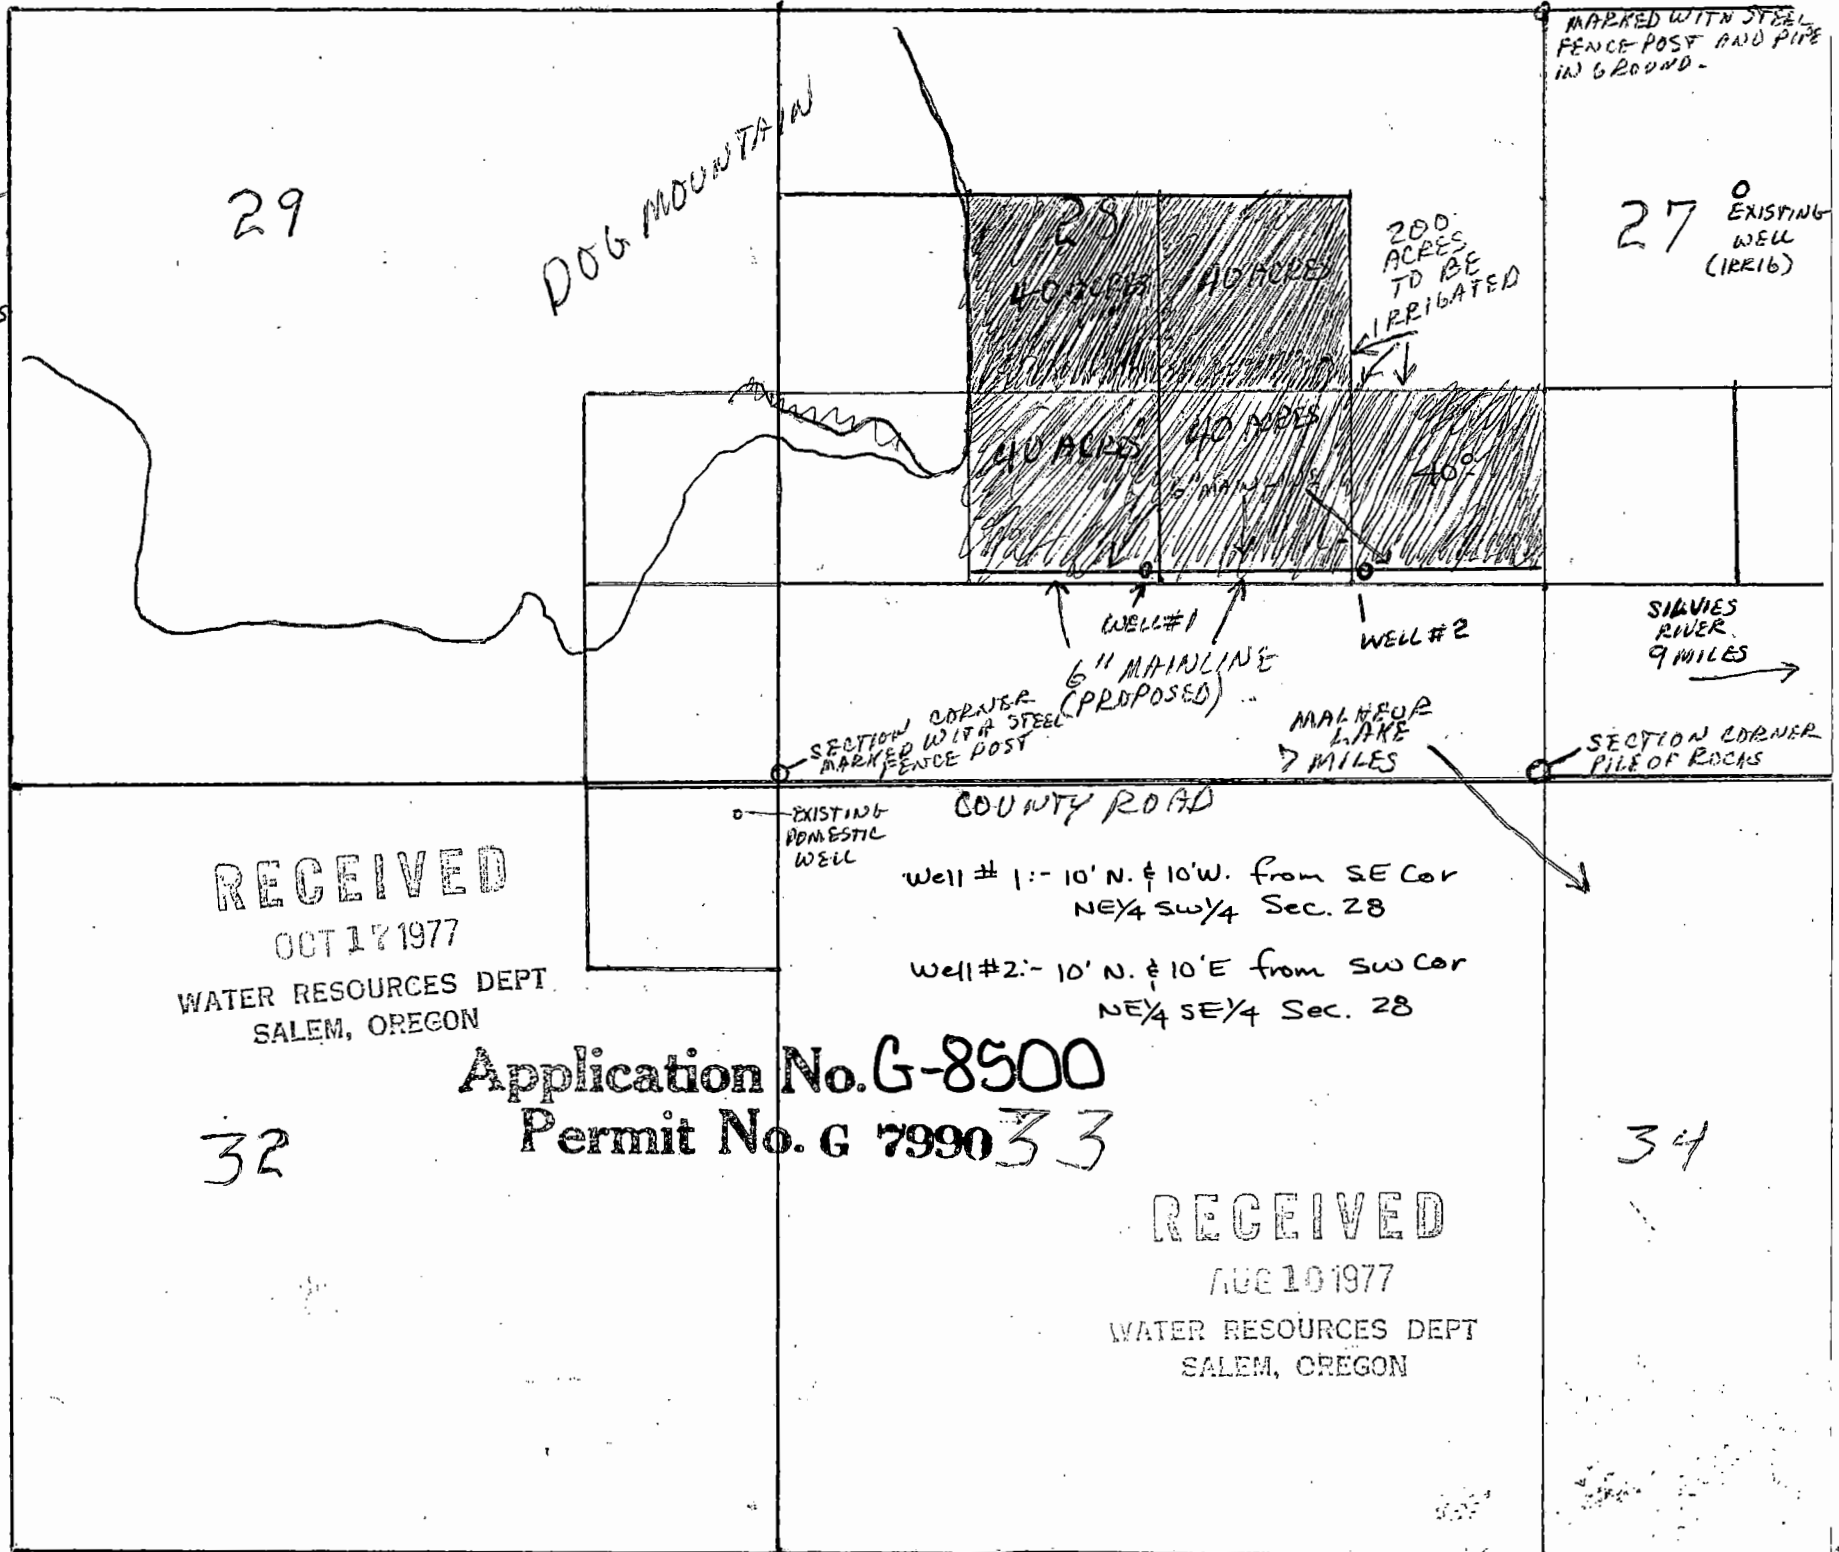 MARKED WITH STEEL
FENCE POST AND PIPE
IN GROUND.
29
DOG MOUNTAIN
28
40 ACRES
40 ACRES
200
ACRES
TO BE
IRRIGATED
27
EXISTING
WELL
(IRRIG)
40 ACRES
40 ACRES
40
6" MAIN
WELL #1
WELL #2
6" MAINLINE
(PROPOSED)
SILVIES
RIVER
9 MILES
SECTION CORNER
MARKED WITH A STEEL
FENCE POST
MALHEUR
LAKE
7 MILES
SECTION CORNER
PILE OF ROCKS
COUNTY ROAD
EXISTING
DOMESTIC
WELL
Well # 1:- 10' N. & 10'W. from SE Cor
NE1/4 SW1/4 Sec. 28
Well #2:- 10' N. & 10'E from SW Cor
NE1/4 SE1/4 Sec. 28
RECEIVED
OCT 17 1977
WATER RESOURCES DEPT.
SALEM, OREGON
Application No. G-8500
Permit No. G 7990
33
32
34
RECEIVED
AUG 10 1977
WATER RESOURCES DEPT
SALEM, OREGON